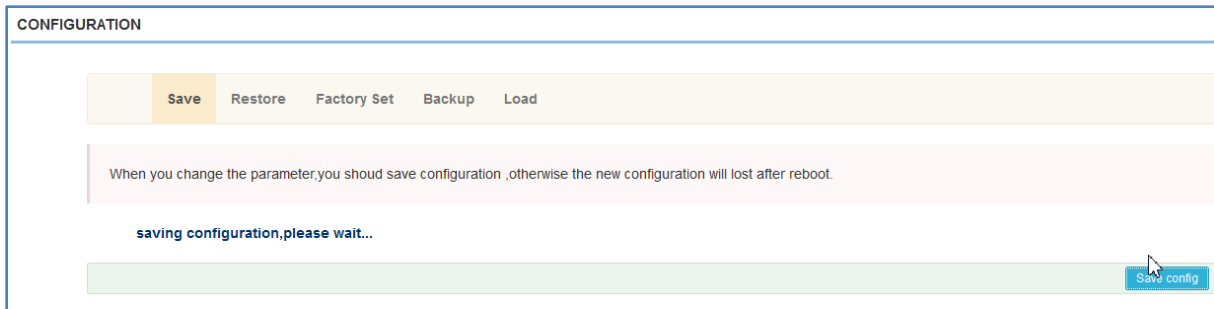 CONFIGURATION
Save Restore Factory Set Backup Load
When you change the parameter,you shoud save configuration ,otherwise the new configuration will lost after reboot.
saving configuration,please wait...
Save config